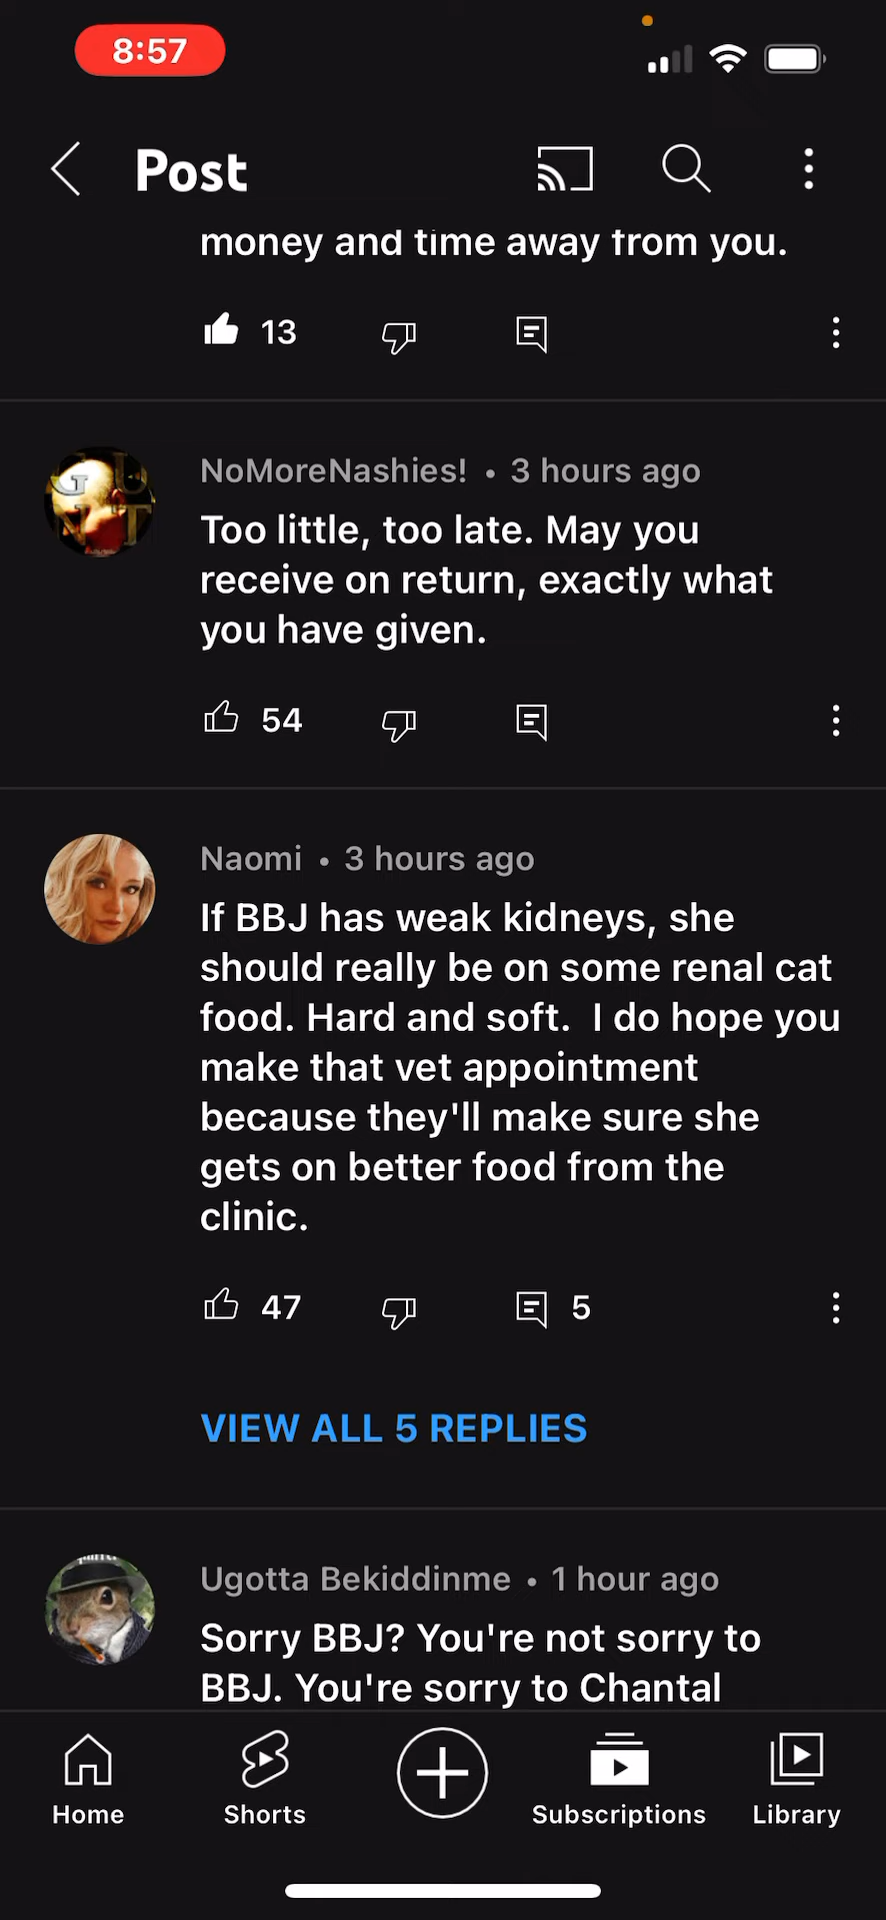 8:57
Post
money and time away from you.
13
NoMoreNashies! • 3 hours ago
Too little, too late. May you
receive on return, exactly what
you have given.
54
Naomi • 3 hours ago
If BBJ has weak kidneys, she
should really be on some renal cat
food. Hard and soft.  I do hope you
make that vet appointment
because they'll make sure she
gets on better food from the
clinic.
47 5
VIEW ALL 5 REPLIES
Ugotta Bekiddinme • 1 hour ago
Sorry BBJ? You're not sorry to
BBJ. You're sorry to Chantal
Home Shorts Subscriptions Library